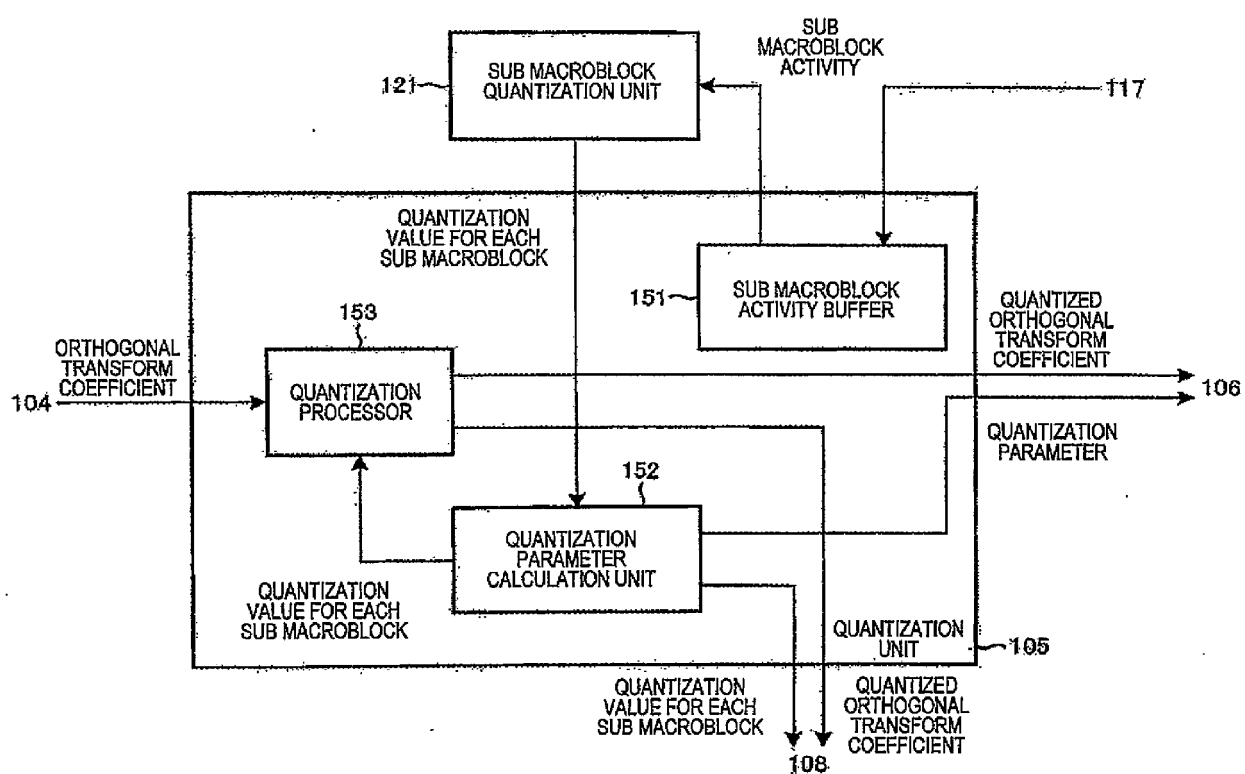 SUB
MACROBLOCK
ACTIVITY
121
SUB MACROBLOCK
QUANTIZATION UNIT
117
QUANTIZATION
VALUE FOR EACH
SUB MACROBLOCK
151
SUB MACROBLOCK
ACTIVITY BUFFER
153
QUANTIZED
ORTHOGONAL
TRANSFORM
COEFFICIENT
ORTHOGONAL
TRANSFORM
COEFFICIENT
104
QUANTIZATION
PROCESSOR
106
QUANTIZATION
PARAMETER
152
QUANTIZATION
PARAMETER
CALCULATION UNIT
QUANTIZATION
VALUE FOR EACH
SUB MACROBLOCK
QUANTIZATION
UNIT
105
QUANTIZATION
VALUE FOR EACH
SUB MACROBLOCK
QUANTIZED
ORTHOGONAL
TRANSFORM
COEFFICIENT
108